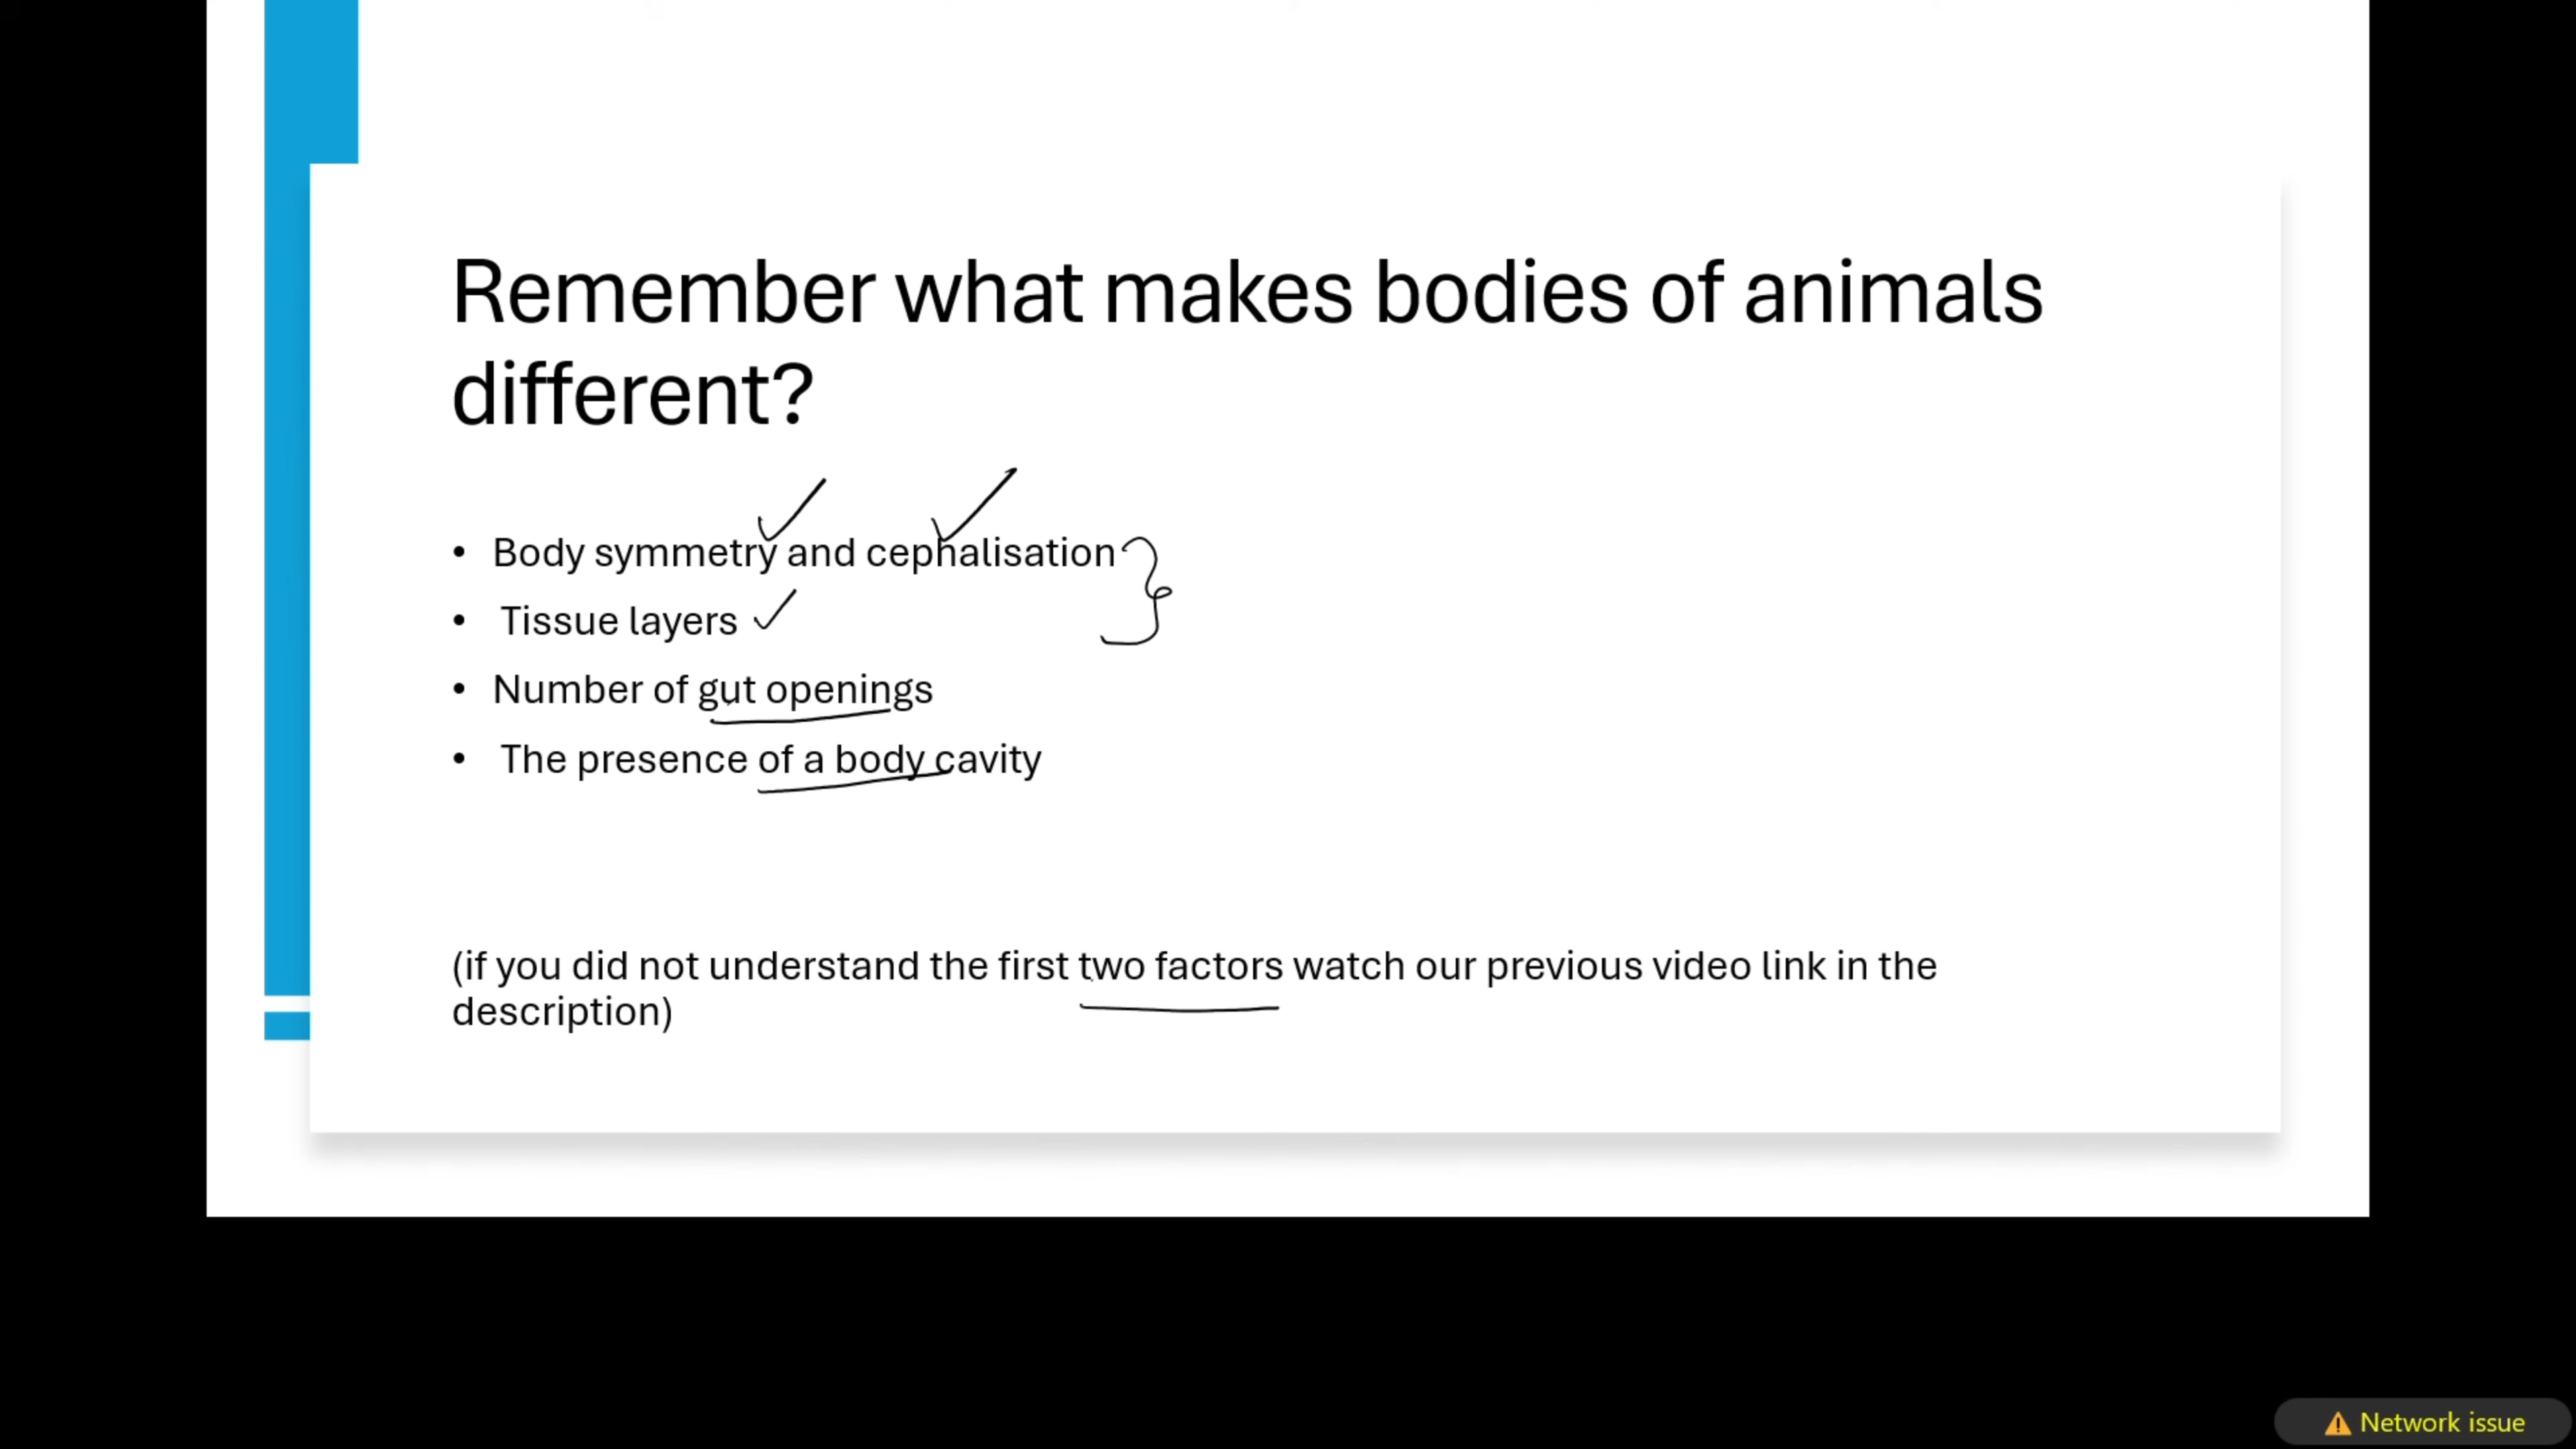 Remember what makes bodies of animals
different?
• Body symmetry and cephalisation
• Tissue layers
• Number of gut openings
• The presence of a body cavity
(if you did not understand the first two factors watch our previous video link in the
description)
Network issue